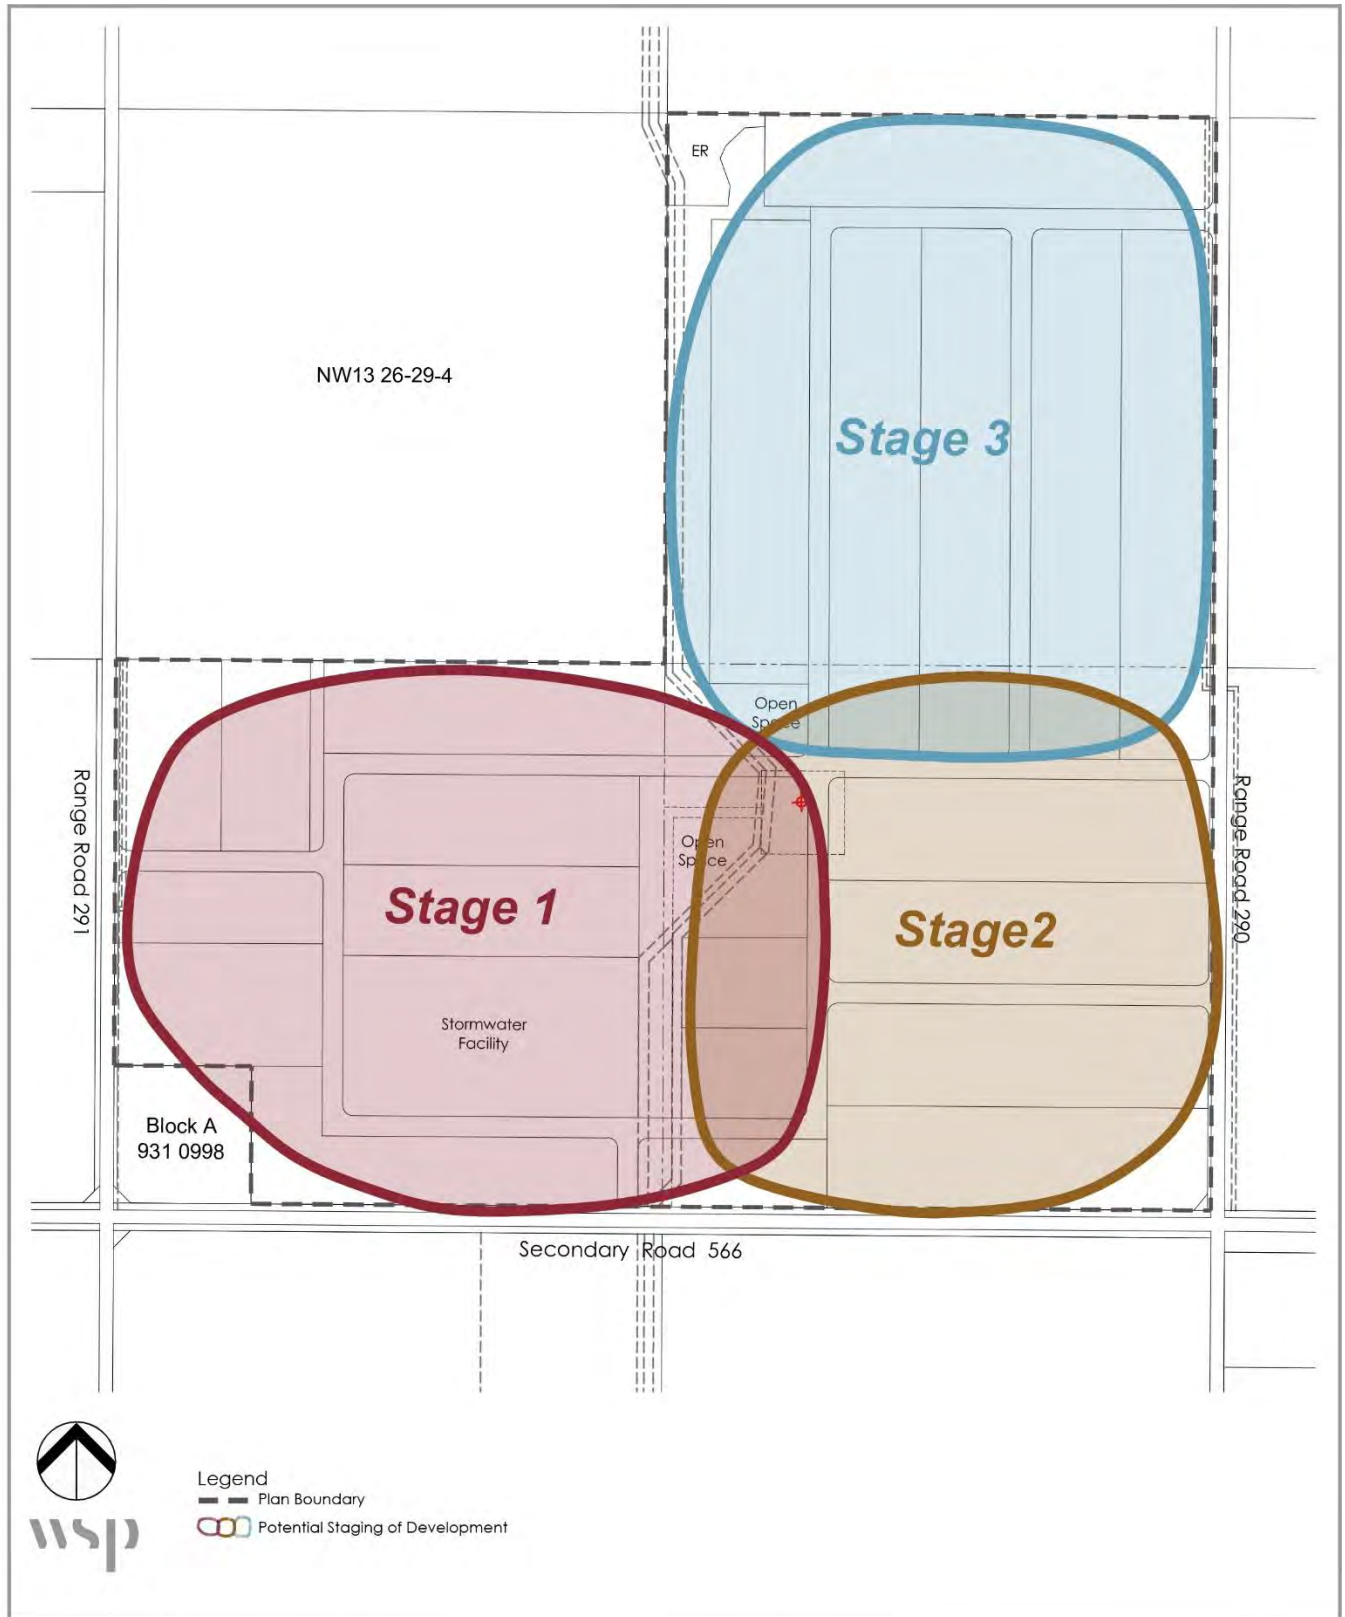 ER
NW13 26-29-4
Stage 3
Open
Space
Range Road 291
Range Road 290
Open
Space
Stage 1
Stage2
Stormwater
Facility
Block A
931 0998
Secondary Road 566
Legend
Plan Boundary
Potential Staging of Development
wsp